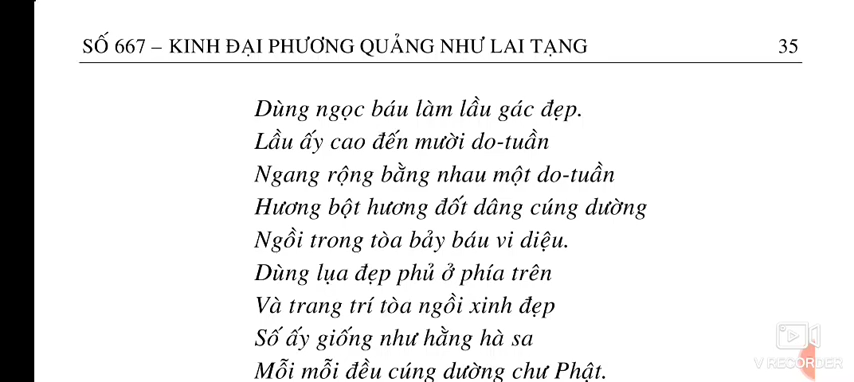 SỐ 667 – KINH ĐẠI PHƯƠNG QUẢNG NHƯ LAI TẠNG 35
Dùng ngọc báu làm lầu gác đẹp.
Lầu ấy cao đến mười do-tuần
Ngang rộng bằng nhau một do-tuần
Hương bột hương đốt dâng cúng dường
Ngồi trong tòa bảy báu vi diệu.
Dùng lụa đẹp phủ ở phía trên
Và trang trí tòa ngồi xinh đẹp
Số ấy giống như hằng hà sa
Mỗi mỗi đều cúng dường chư Phật.
V RECORDER